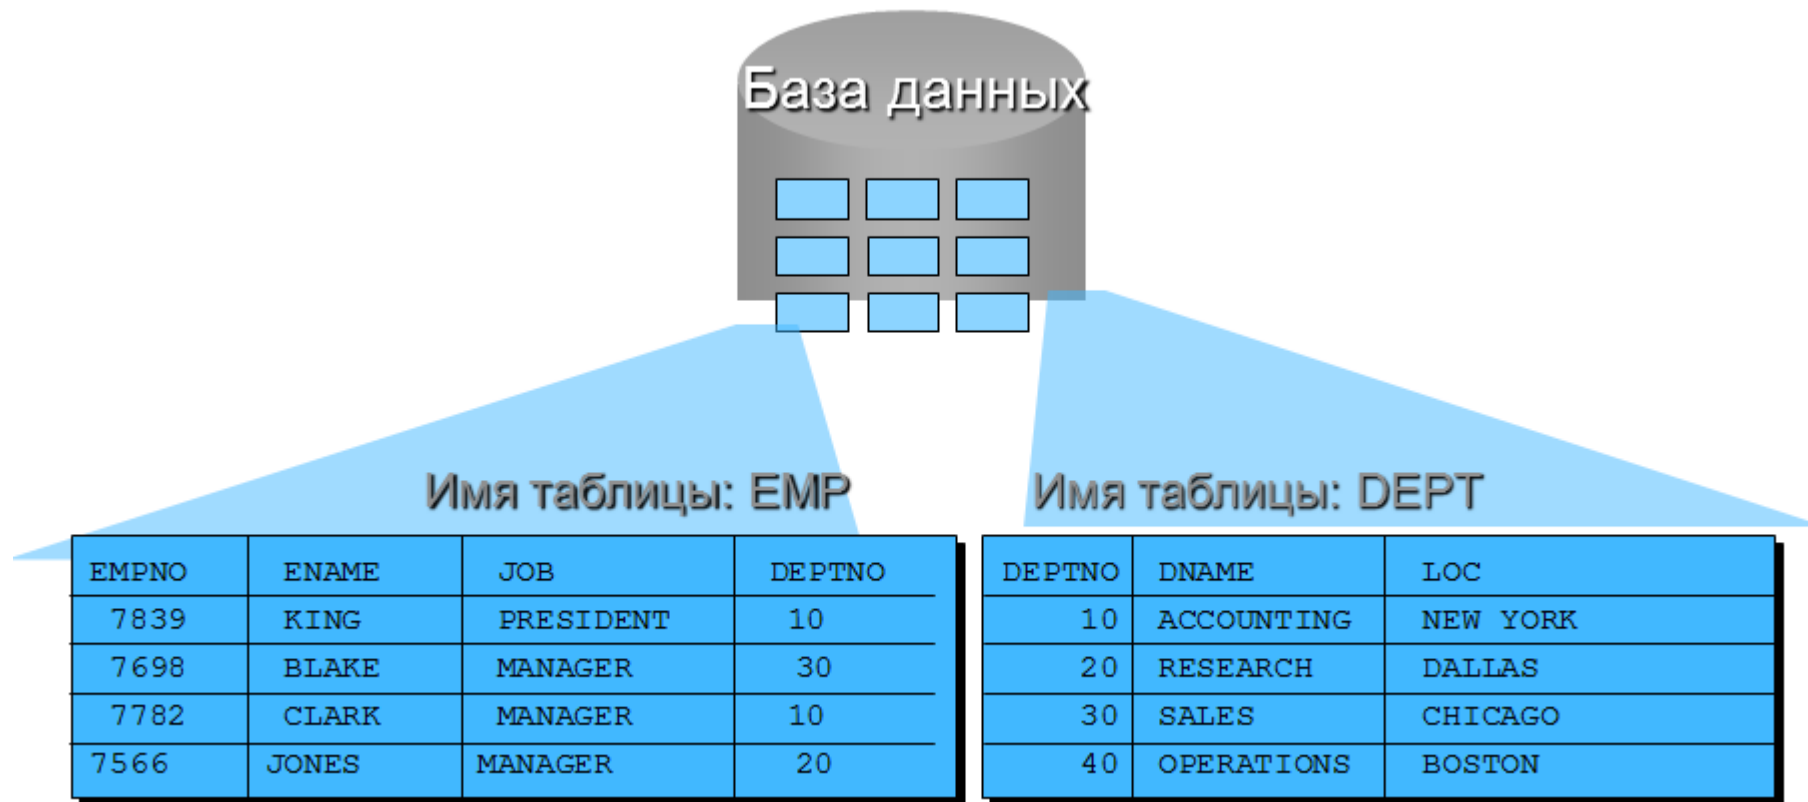 База данных
Имя таблицы: EMP
Имя таблицы: DEPT
EMPNO ENAME JOB DEPTNO
7839 KING PRESIDENT 10
7698 BLAKE MANAGER 30
7782 CLARK MANAGER 10
7566 JONES MANAGER 20
DEPTNO DNAME LOC
10 ACCOUNTING NEW YORK
20 RESEARCH DALLAS
30 SALES CHICAGO
40 OPERATIONS BOSTON